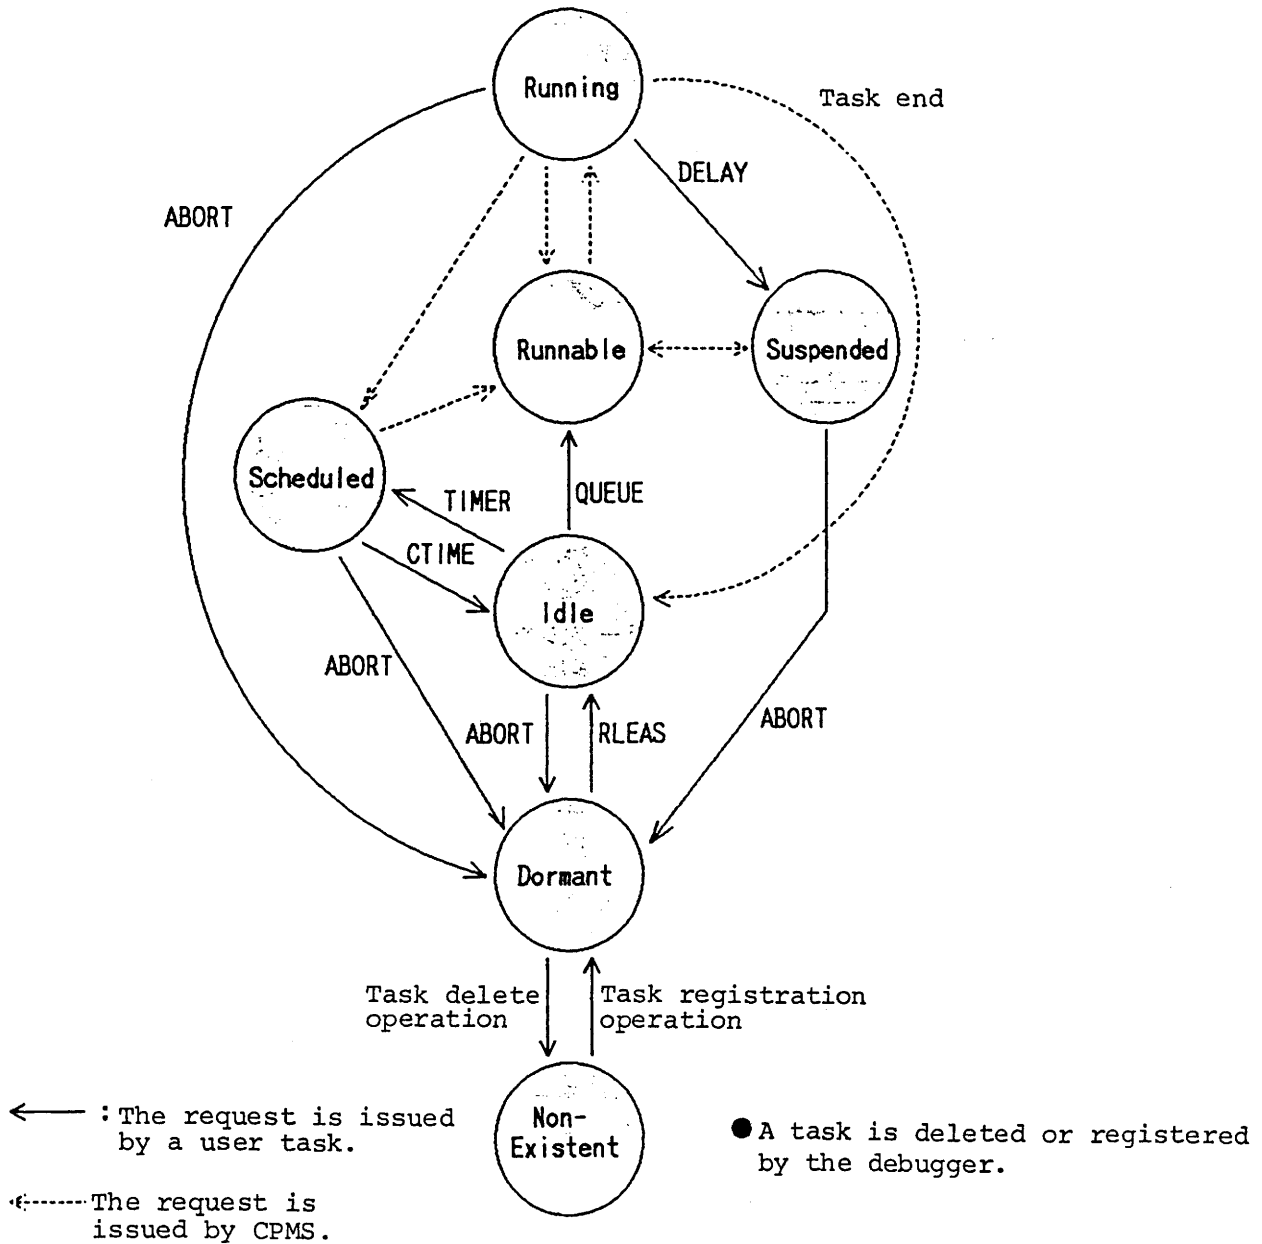 Running
Task end
DELAY
ABORT
Runnable
Suspended
Scheduled
TIMER
QUEUE
CTIME
Idle
ABORT
ABORT
RLEAS
ABORT
Dormant
Task delete
operation
Task registration
operation
Non-
Existent
: The request is issued
by a user task.
The request is
issued by CPMS.
● A task is deleted or registered
by the debugger.